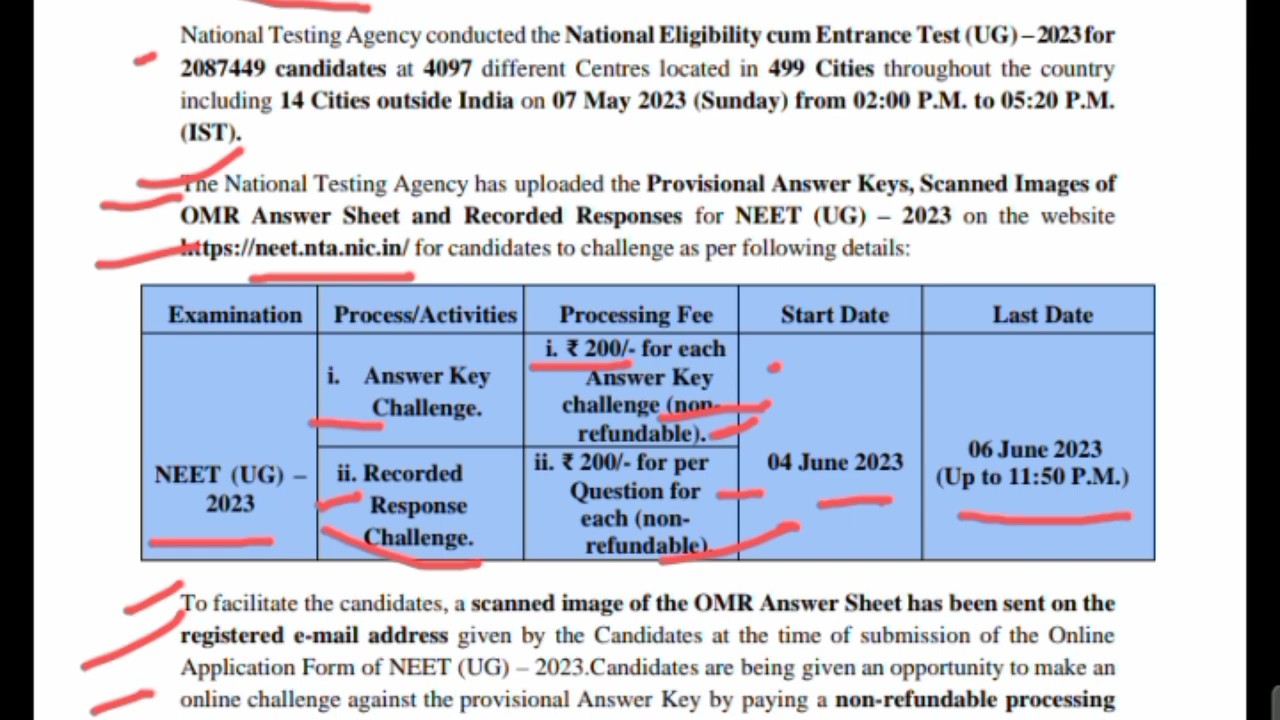 National Testing Agency conducted the National Eligibility cum Entrance Test (UG) – 2023 for
2087449 candidates at 4097 different Centres located in 499 Cities throughout the country
including 14 Cities outside India on 07 May 2023 (Sunday) from 02:00 P.M. to 05:20 P.M.
(IST).
The National Testing Agency has uploaded the Provisional Answer Keys, Scanned Images of
OMR Answer Sheet and Recorded Responses for NEET (UG) – 2023 on the website
https://neet.nta.nic.in/ for candidates to challenge as per following details:
Examination Process/Activities Processing Fee Start Date Last Date
NEET (UG) –
2023
i. Answer Key
Challenge.
i. ₹ 200/- for each
Answer Key
challenge (non-
refundable).
ii. Recorded
Response
Challenge.
ii. ₹ 200/- for per
Question for
each (non-
refundable).
04 June 2023
06 June 2023
(Up to 11:50 P.M.)
To facilitate the candidates, a scanned image of the OMR Answer Sheet has been sent on the
registered e-mail address given by the Candidates at the time of submission of the Online
Application Form of NEET (UG) – 2023.Candidates are being given an opportunity to make an
online challenge against the provisional Answer Key by paying a non-refundable processing